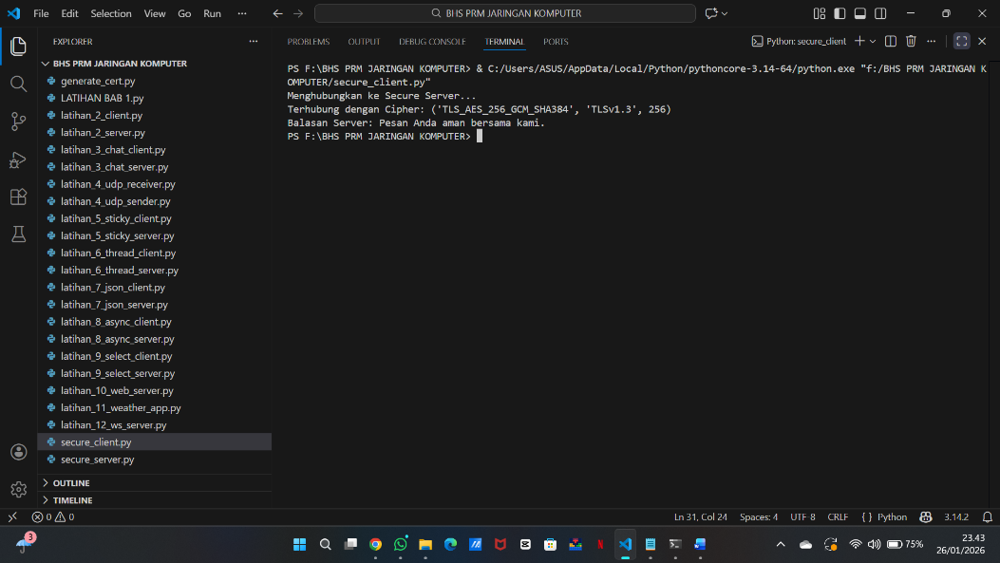 File Edit Selection View Go Run ···
BHS PRM JARINGAN KOMPUTER
EXPLORER
BHS PRM JARINGAN KOMPUTER
generate_cert.py
LATIHAN BAB 1.py
latihan_2_client.py
latihan_2_server.py
latihan_3_chat_client.py
latihan_3_chat_server.py
latihan_4_udp_receiver.py
latihan_4_udp_sender.py
latihan_5_sticky_client.py
latihan_5_sticky_server.py
latihan_6_thread_client.py
latihan_6_thread_server.py
latihan_7_json_client.py
latihan_7_json_server.py
latihan_8_async_client.py
latihan_8_async_server.py
latihan_9_select_client.py
latihan_9_select_server.py
latihan_10_web_server.py
latihan_11_weather_app.py
latihan_12_ws_server.py
secure_client.py
secure_server.py
OUTLINE
TIMELINE
PROBLEMS OUTPUT DEBUG CONSOLE TERMINAL PORTS
Python: secure_client
PS F:\BHS PRM JARINGAN KOMPUTER> & C:/Users/ASUS/AppData/Local/Python/pythoncore-3.14-64/python.exe "f:/BHS PRM JARINGAN K
OMPUTER/secure_client.py"
Menghubungkan ke Secure Server...
Terhubung dengan Cipher: ('TLS_AES_256_GCM_SHA384', 'TLSv1.3', 256)
Balasan Server: Pesan Anda aman bersama kami.
PS F:\BHS PRM JARINGAN KOMPUTER>
0 0
Ln 31, Col 24 Spaces: 4 UTF-8 CRLF { } Python 3.14.2
3
75%
23.43
26/01/2026